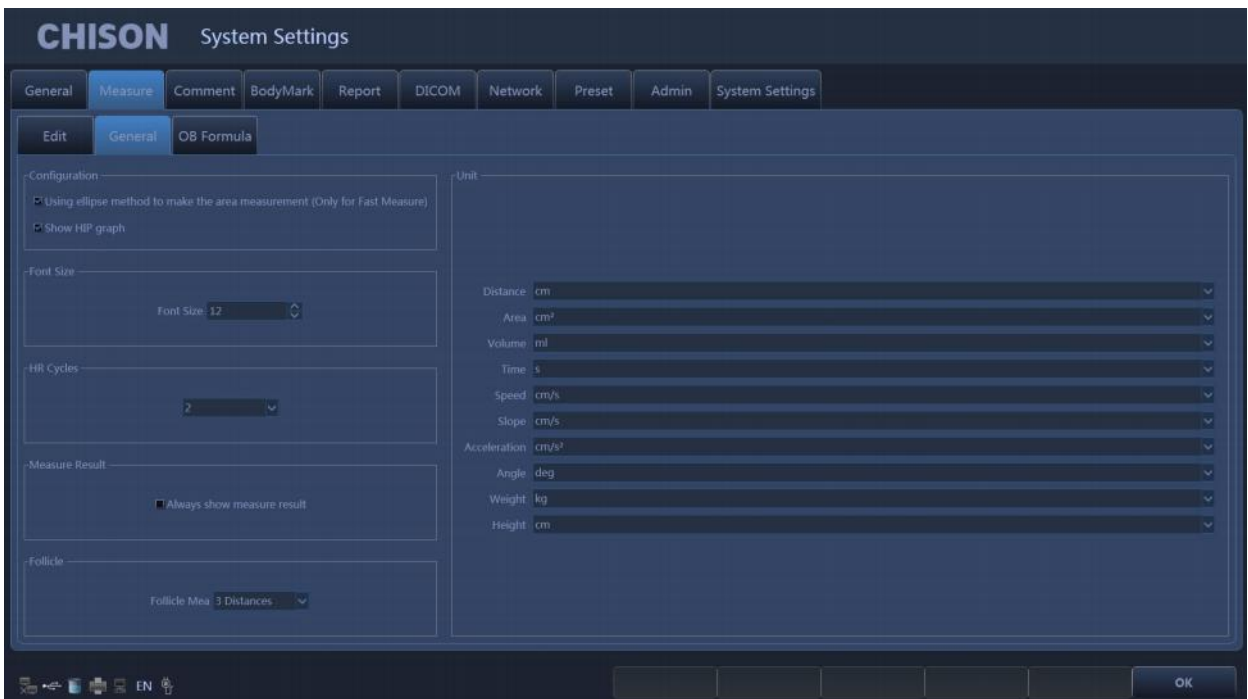 CHISON System Settings
General Measure Comment BodyMark Report DICOM Network Preset Admin System Settings
Edit General OB Formula
Configuration
Using ellipse method to make the area measurement (Only for Fast Measure)
Show HIP graph
Font Size
Font Size 12
HR Cycles
2
Measure Result
Always show measure result
Follicle
Follicle Mea 3 Distances
Unit
Distance cm
Area cm²
Volume ml
Time s
Speed cm/s
Slope cm/s
Acceleration cm/s²
Angle deg
Weight kg
Height cm
EN
OK